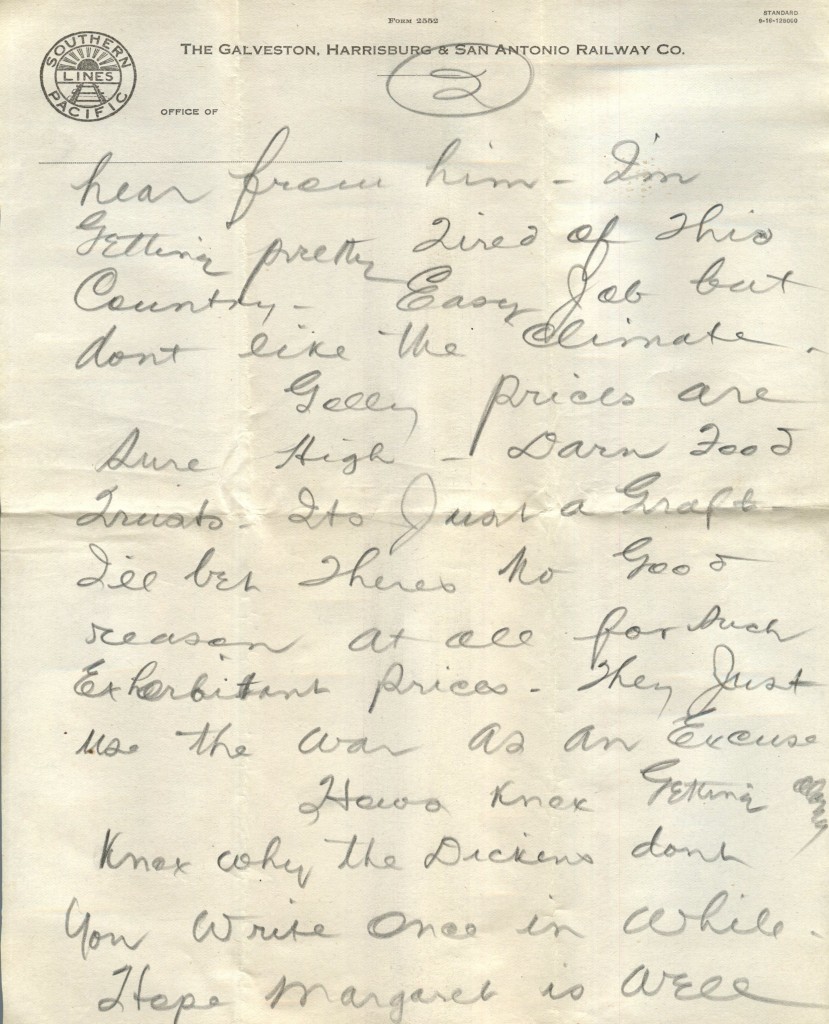 FORM 2552
STANDARD
THE GALVESTON, HARRISBURG & SAN ANTONIO RAILWAY CO.
SOUTHERN
LINES
PACIFIC
2
OFFICE OF
hear from him - I'm
Getting pretty Tired of This
Country - Easy Job but
dont like the Climate.
Golly prices are
sure High - Darn Food
Trusts - Its Just a Graft -
I'll bet Theres No Good
reason at all for such
Exhorbitant prices - They Just
use the war as an Excuse
Hows Knox Getting
Knox why the Dickens dont
You Write Once in While.
Hope Margaret is Well